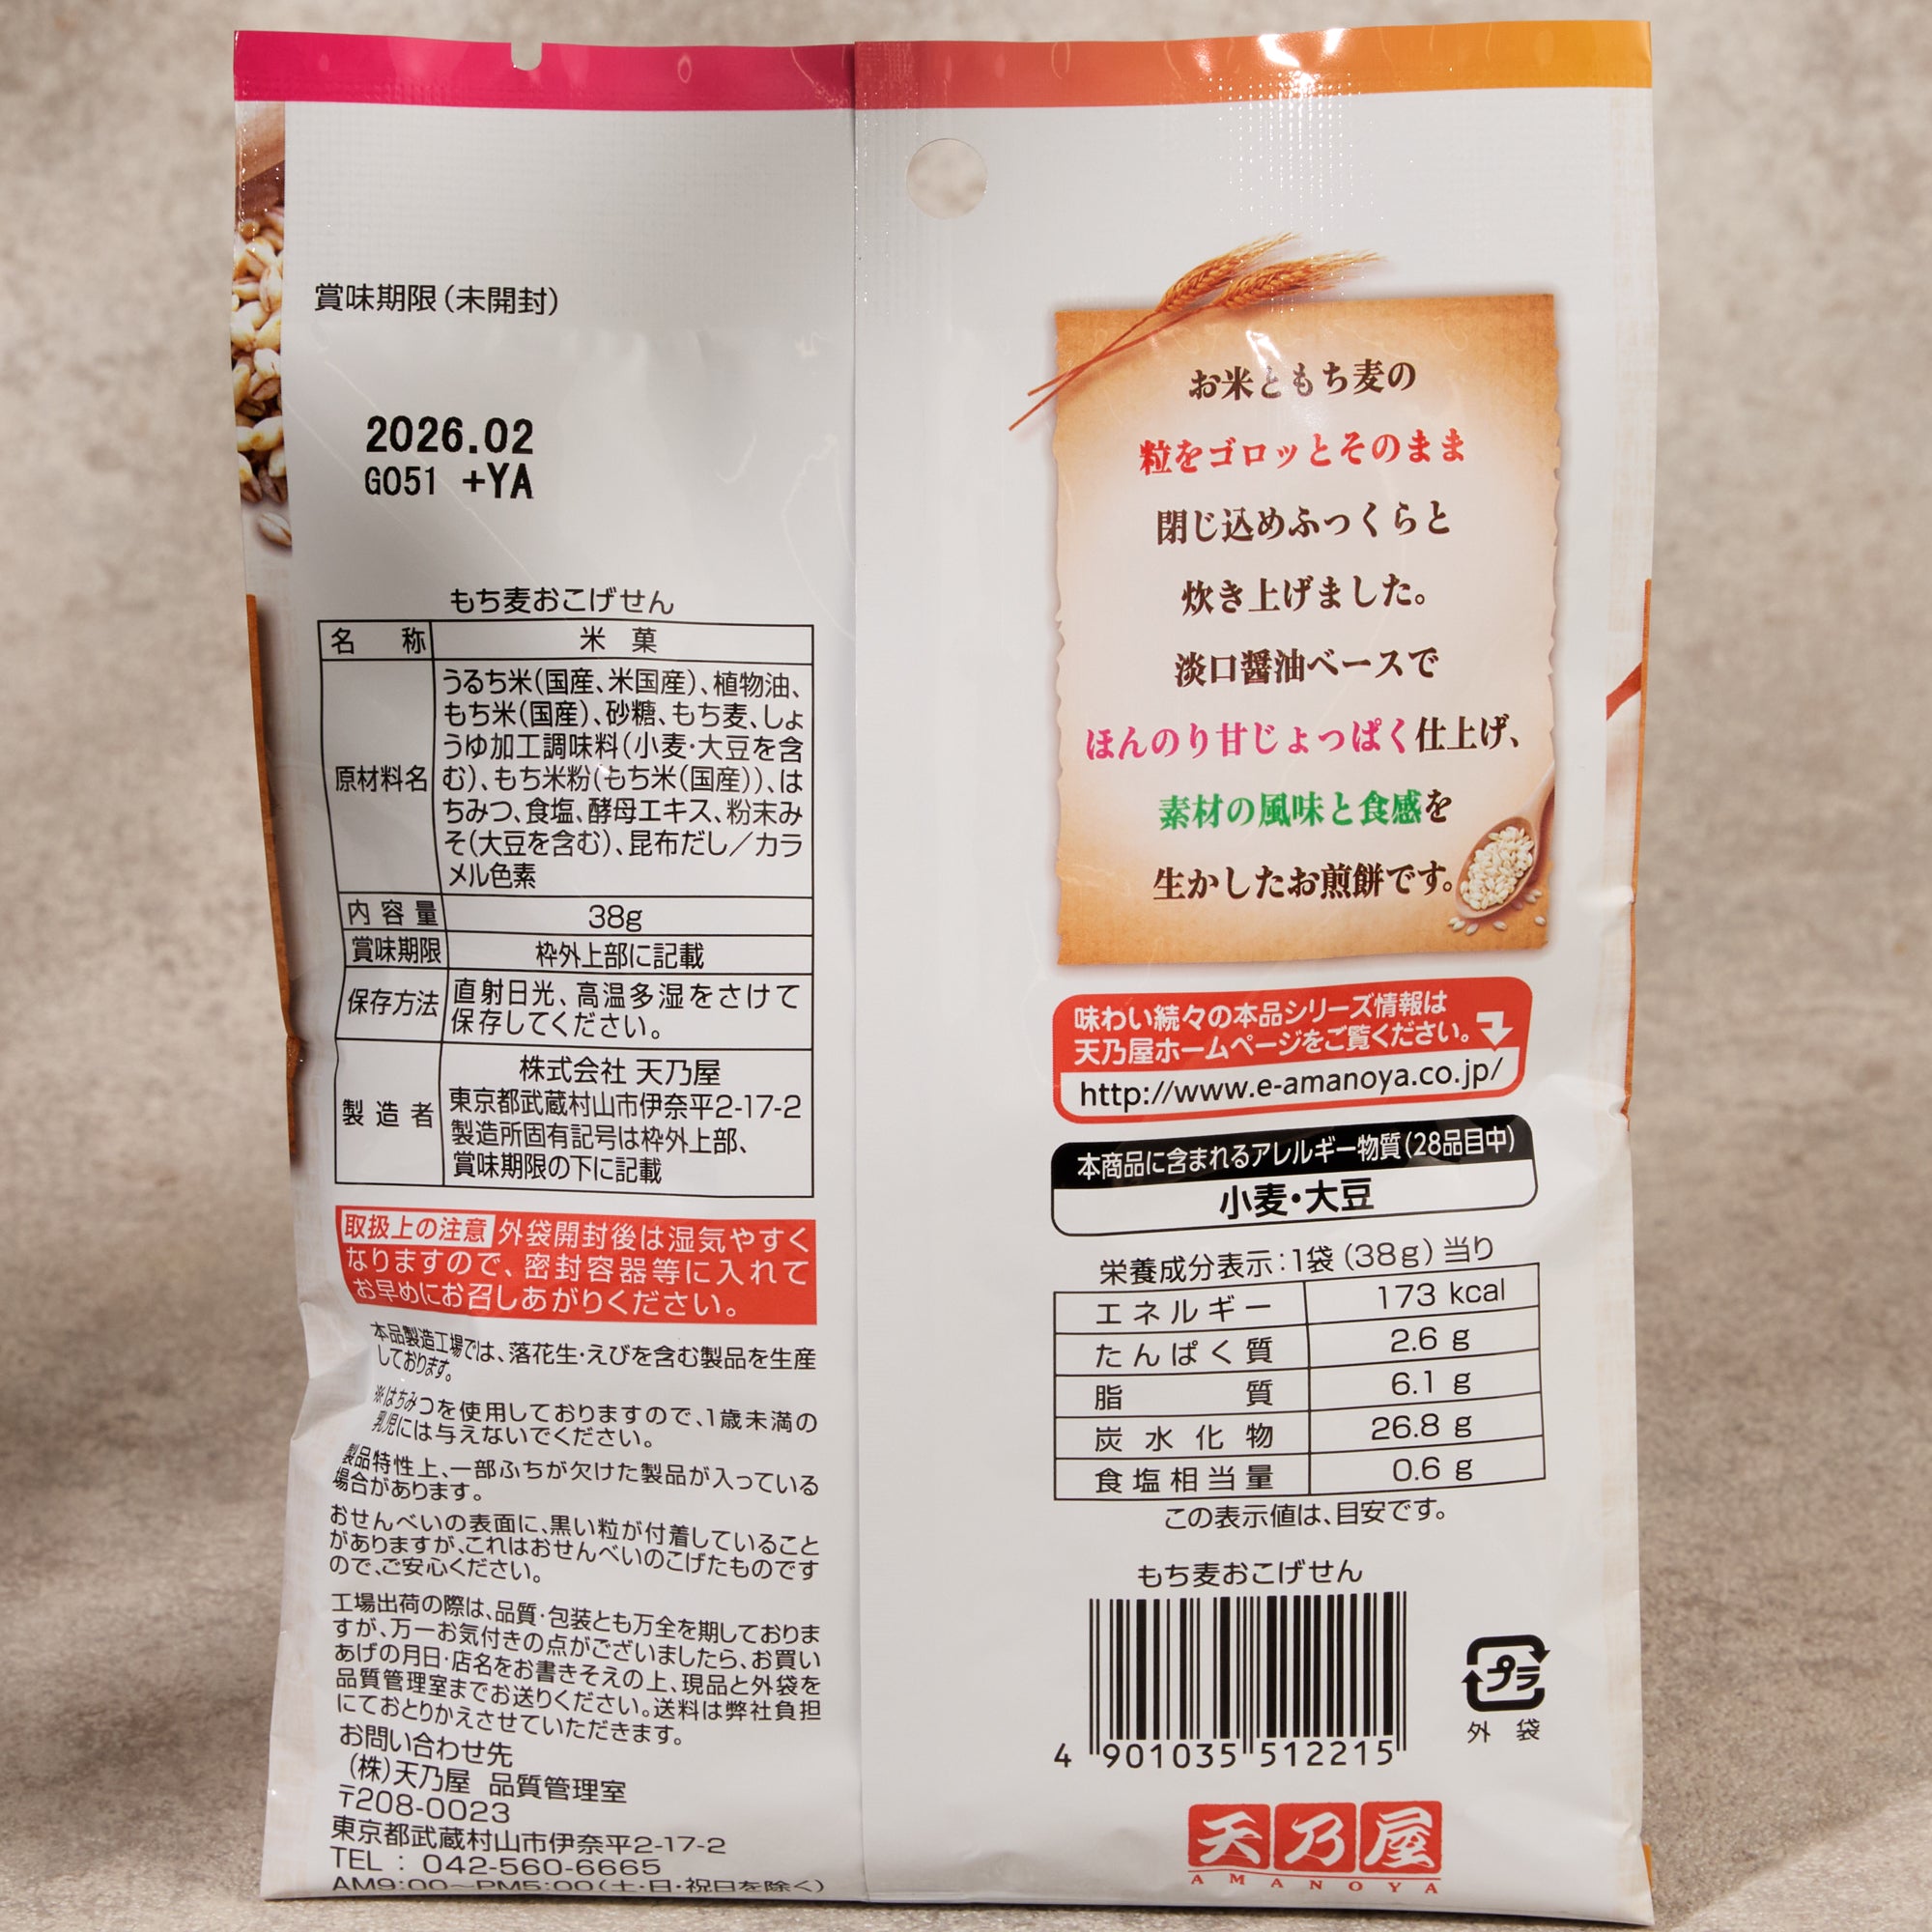 賞味期限(未開封)
2026.02
G051 +YA
もち麦おこげせん
名 称 米 菓
原材料名
うるち米(国産、米国産)、植物油、
もち米(国産)、砂糖、もち麦、しょ
うゆ加工調味料(小麦・大豆を含
む)、もち米粉(もち米(国産))、は
ちみつ、食塩、酵母エキス、粉末み
そ(大豆を含む)、昆布だし／カラ
メル色素
内容量 38g
賞味期限 枠外上部に記載
保存方法
直射日光、高温多湿をさけて
保存してください。
製造者
株式会社 天乃屋
東京都武蔵村山市伊奈平2-17-2
製造所固有記号は枠外上部、
賞味期限の下に記載
取扱上の注意 外袋開封後は湿気やすく
なりますので、密封容器等に入れて
お早めにお召しあがりください。
本品製造工場では、落花生・えびを含む製品を生産
しております。
※はちみつを使用しておりますので、1歳未満の
乳児には与えないでください。
製品特性上、一部ふちが欠けた製品が入っている
場合があります。
おせんべいの表面に、黒い粒が付着していること
がありますが、これはおせんべいのこげたものです
ので、ご安心ください。
工場出荷の際は、品質・包装とも万全を期しておりま
すが、万一お気付きの点がございましたら、お買い
あげの月日・店名をお書きそえの上、現品と外袋を
品質管理室までお送りください。送料は弊社負担
にておとりかえさせていただきます。
お問い合わせ先
(株)天乃屋 品質管理室
〒208-0023
東京都武蔵村山市伊奈平2-17-2
TEL : 042-560-6665
AM9:00〜PM5:00(土・日・祝日を除く)
お米ともち麦の
粒をゴロッとそのまま
閉じ込めふっくらと
炊き上げました。
淡口醤油ベースで
ほんのり甘じょっぱく仕上げ、
素材の風味と食感を
生かしたお煎餅です。
味わい続々の本品シリーズ情報は
天乃屋ホームページをご覧ください。
http://www.e-amanoya.co.jp/
本商品に含まれるアレルギー物質(28品目中)
小麦・大豆
栄養成分表示:1袋(38g)当り
エネルギー 173 kcal
たんぱく質 2.6 g
脂質 6.1 g
炭水化物 26.8 g
食塩相当量 0.6 g
この表示値は、目安です。
もち麦おこげせん
4 901035 512215
プラ
外 袋
天乃屋
AMANOYA